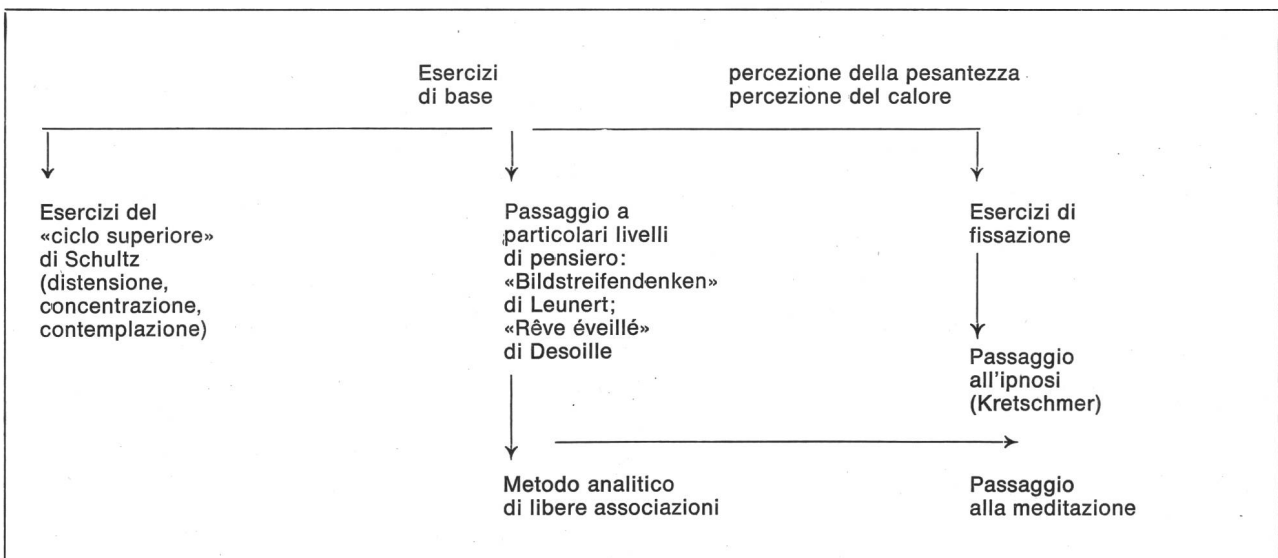 Esercizi
di base
percezione della pesantezza
percezione del calore
Esercizi del
«ciclo superiore»
di Schultz
(distensione,
concentrazione,
contemplazione)
Passaggio a
particolari livelli
di pensiero:
«Bildstreifendenken»
di Leunert;
«Rêve éveillé»
di Desoille
Esercizi di
fissazione
Passaggio
all'ipnosi
(Kretschmer)
Metodo analitico
di libere associazioni
Passaggio
alla meditazione